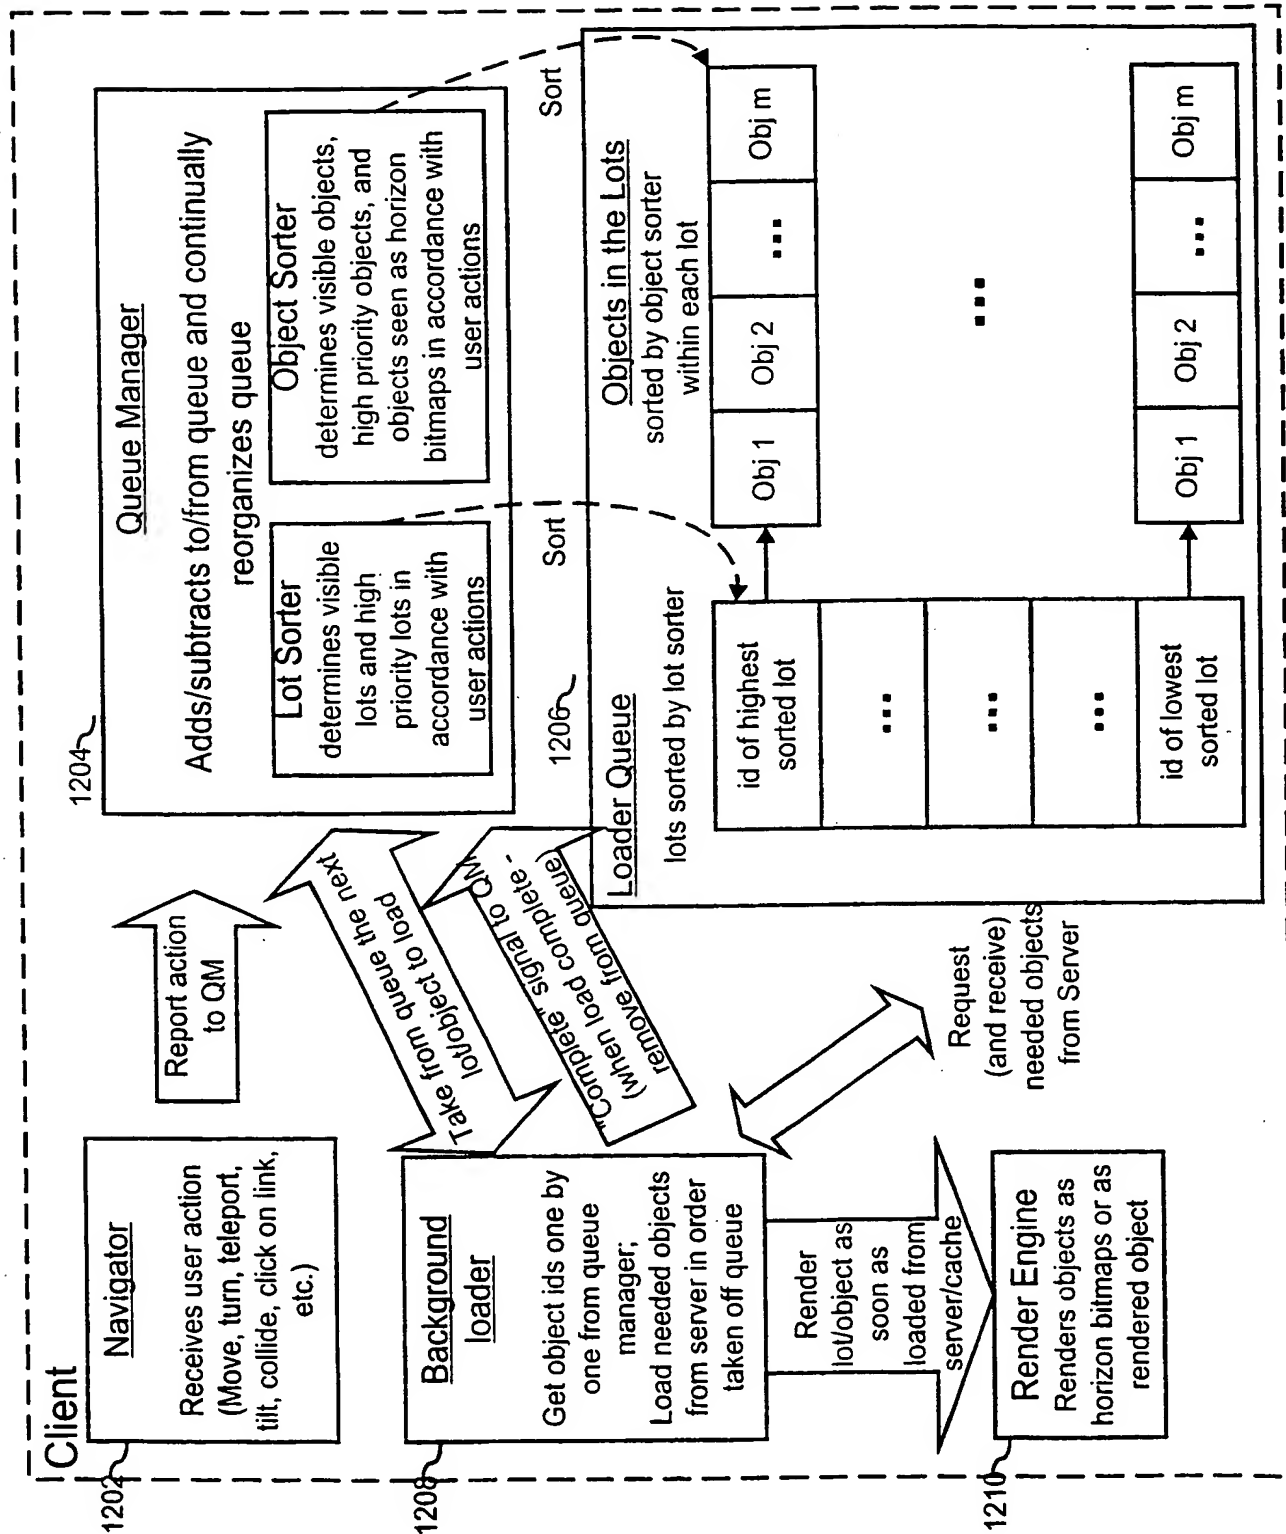 Client
1202
Navigator
Receives user action
(Move, turn, teleport,
tilt, collide, click on link,
etc.)
Report action
to QM
1204
Queue Manager
Adds/subtracts to/from queue and continually
reorganizes queue
Lot Sorter
determines visible
lots and high
priority lots in
accordance with
user actions
Object Sorter
determines visible objects,
high priority objects, and
objects seen as horizon
bitmaps in accordance with
user actions
Take from queue the next
lot/object to load
"Complete" signal to QM
(when load complete -
remove from queue)
1208
Background
loader
Get object ids one by
one from queue
manager;
Load needed objects
from server in order
taken off queue
1206
Sort
Sort
Loader Queue
lots sorted by lot sorter
id of highest
sorted lot
...
...
...
id of lowest
sorted lot
Objects in the Lots
sorted by object sorter
within each lot
Obj 1
Obj 2
...
Obj m
...
Obj 1
Obj 2
...
Obj m
Request
(and receive)
needed objects
from Server
Render
lot/object as
soon as
loaded from
server/cache
1210
Render Engine
Renders objects as
horizon bitmaps or as
rendered object